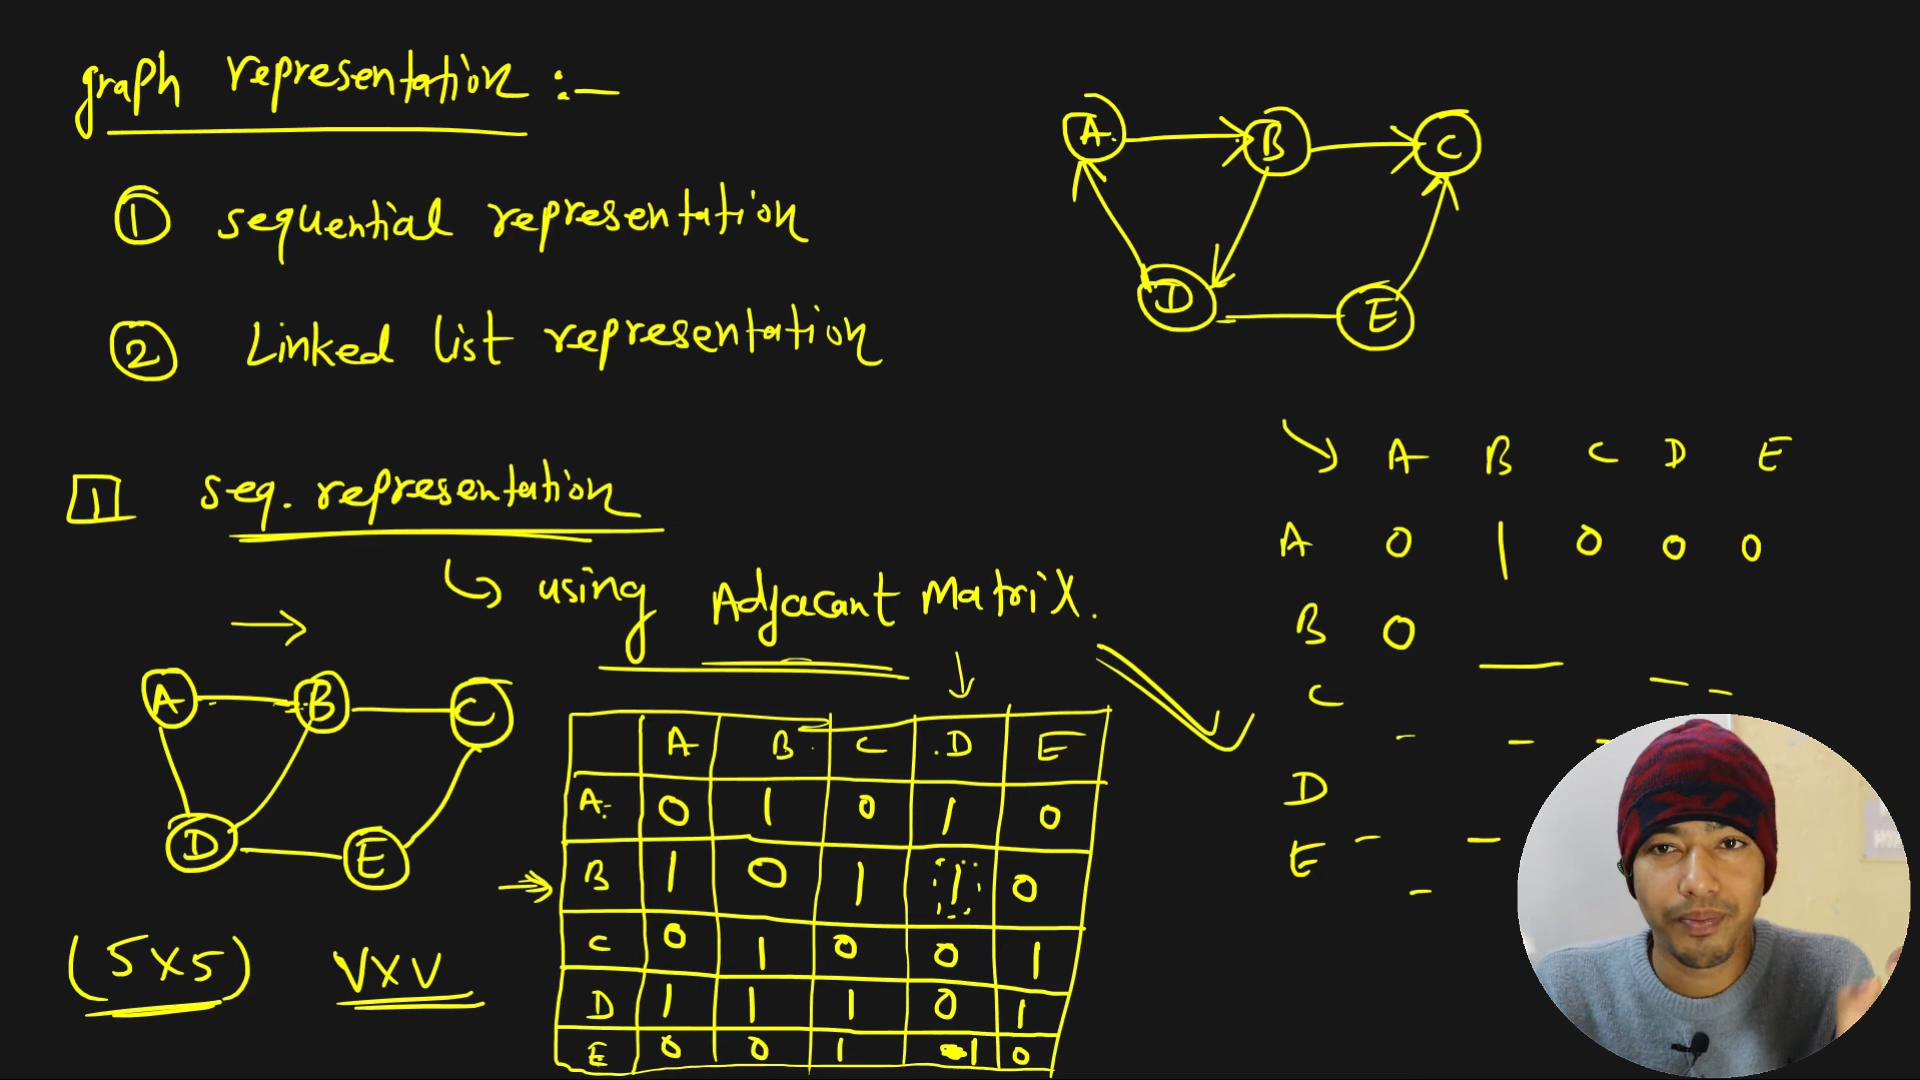 graph representation :-
① sequential representation
② Linked list representation
A B C
D E
1 seq. representation
↳ using Adjacant Matrix.
→
A B C
D E
(5x5) VXV
A B C D E
A 0 1 0 1 0
B 1 0 1 1 0
C 0 1 0 0 1
D 1 1 1 0 1
E 0 0 1 1 0
A B C D E
A 0 1 0 0 0
B 0 — - -
C - - -
D
E - - -